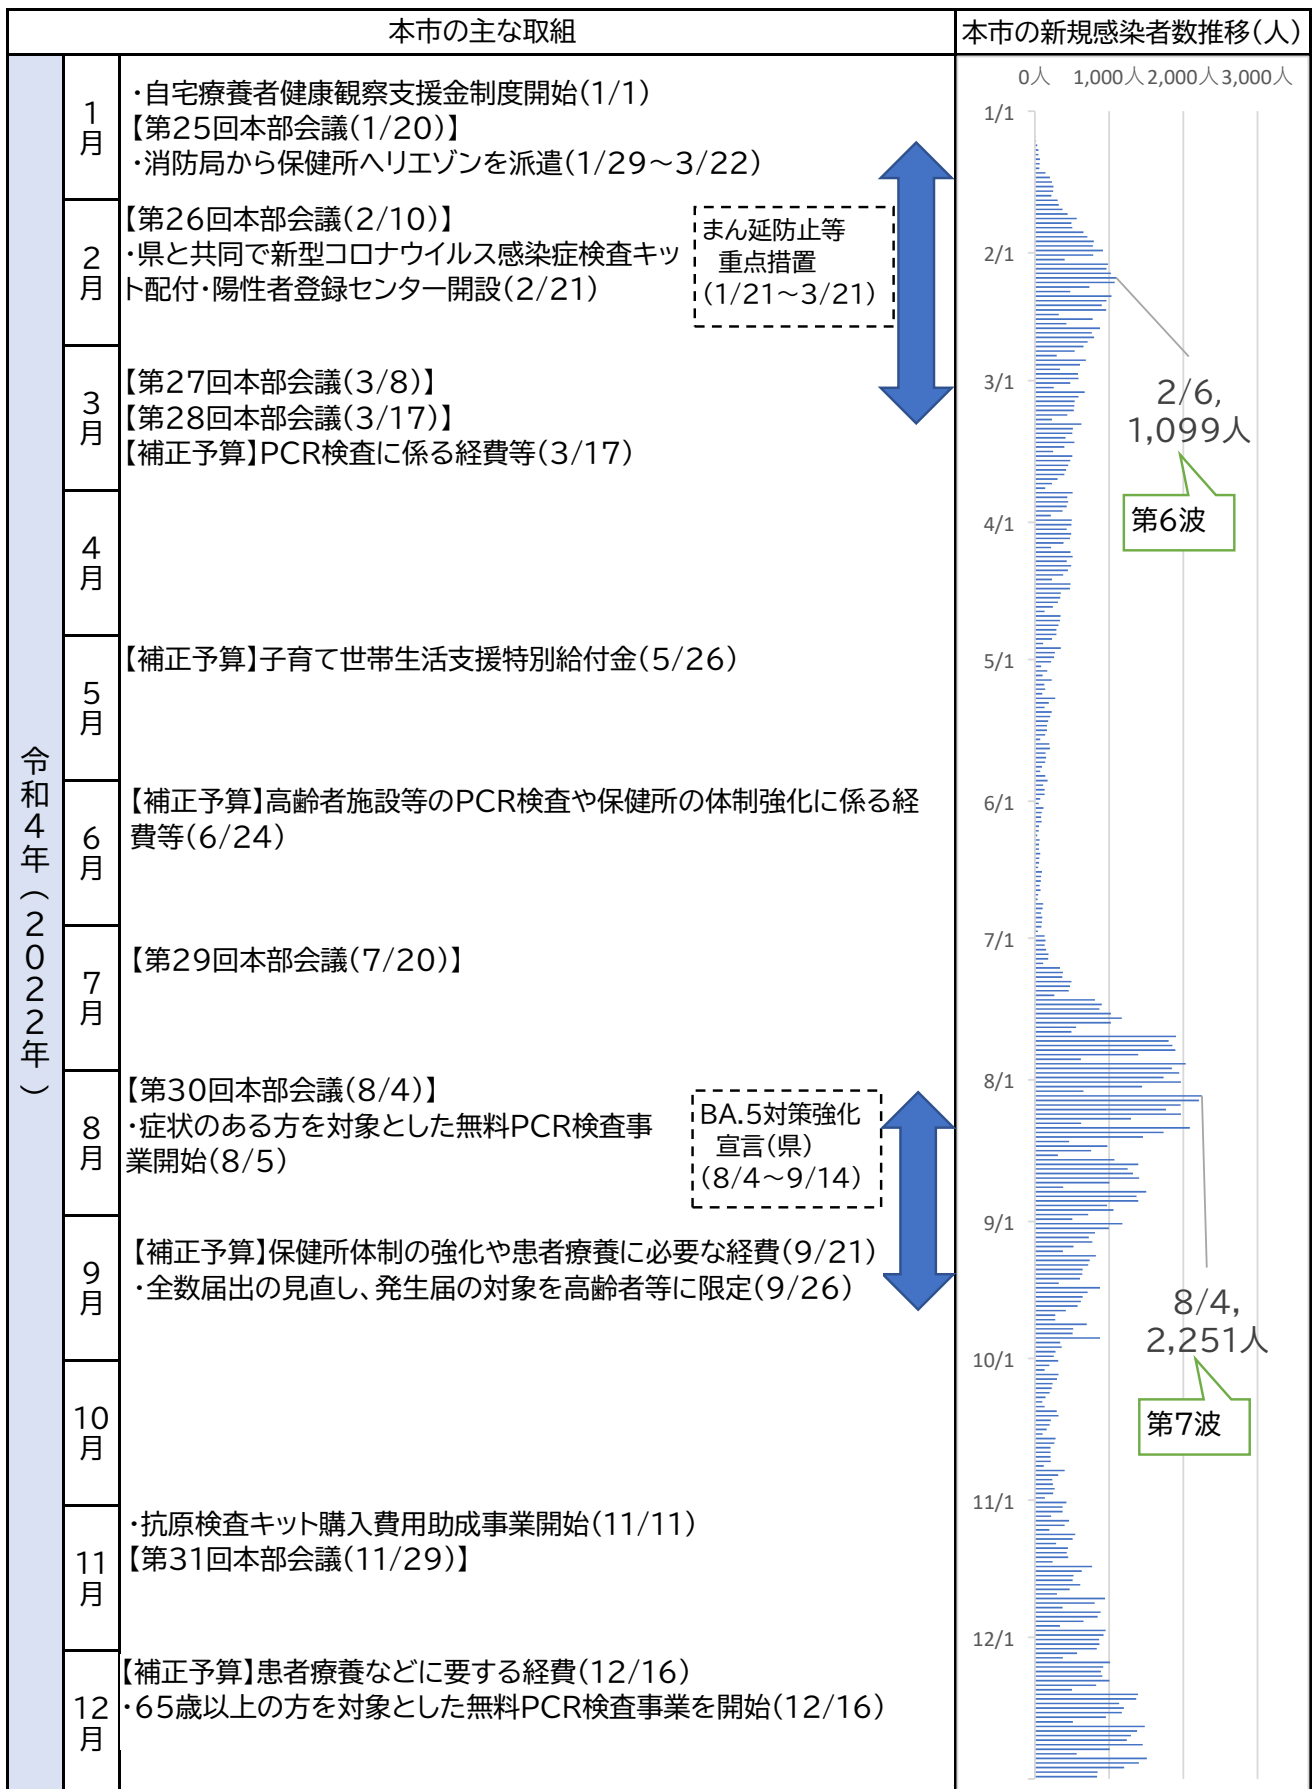 本市の主な取組
本市の新規感染者数推移(人)
令和4年(2022年)
1月
・自宅療養者健康観察支援金制度開始(1/1)
【第25回本部会議(1/20)】
・消防局から保健所へリエゾンを派遣(1/29～3/22)
2月
【第26回本部会議(2/10)】
・県と共同で新型コロナウイルス感染症検査キッ
ト配付・陽性者登録センター開設(2/21)
まん延防止等
重点措置
(1/21～3/21)
3月
【第27回本部会議(3/8)】
【第28回本部会議(3/17)】
【補正予算】PCR検査に係る経費等(3/17)
4月
5月
【補正予算】子育て世帯生活支援特別給付金(5/26)
6月
【補正予算】高齢者施設等のPCR検査や保健所の体制強化に係る経
費等(6/24)
7月
【第29回本部会議(7/20)】
8月
【第30回本部会議(8/4)】
・症状のある方を対象とした無料PCR検査事
業開始(8/5)
BA.5対策強化
宣言(県)
(8/4～9/14)
9月
【補正予算】保健所体制の強化や患者療養に必要な経費(9/21)
・全数届出の見直し、発生届の対象を高齢者等に限定(9/26)
10月
11月
・抗原検査キット購入費用助成事業開始(11/11)
【第31回本部会議(11/29)】
12月
【補正予算】患者療養などに要する経費(12/16)
・65歳以上の方を対象とした無料PCR検査事業を開始(12/16)
0人 1,000人 2,000人 3,000人
1/1
2/1
3/1
4/1
5/1
6/1
7/1
8/1
9/1
10/1
11/1
12/1
2/6,
1,099人
第6波
8/4,
2,251人
第7波